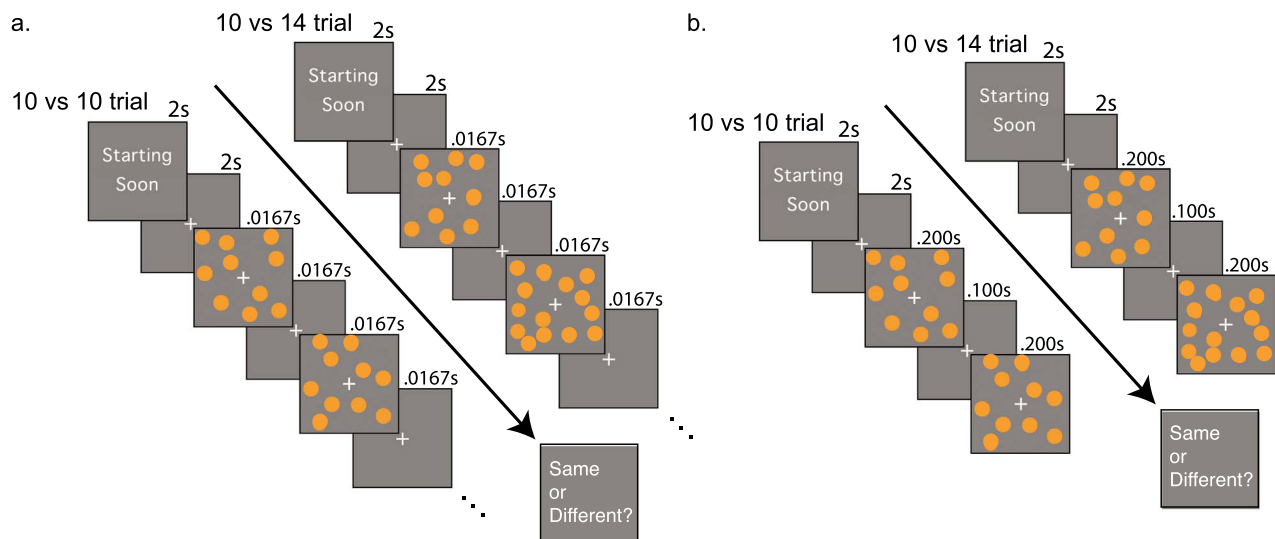 a.
10 vs 14 trial
2s
Starting
Soon
2s
.0167s
.0167s
.0167s
.0167s
10 vs 10 trial
2s
Starting
Soon
2s
.0167s
.0167s
.0167s
.0167s
Same
or
Different?
b.
10 vs 14 trial
2s
Starting
Soon
2s
.200s
.100s
.200s
10 vs 10 trial
2s
Starting
Soon
2s
.200s
.100s
.200s
Same
or
Different?